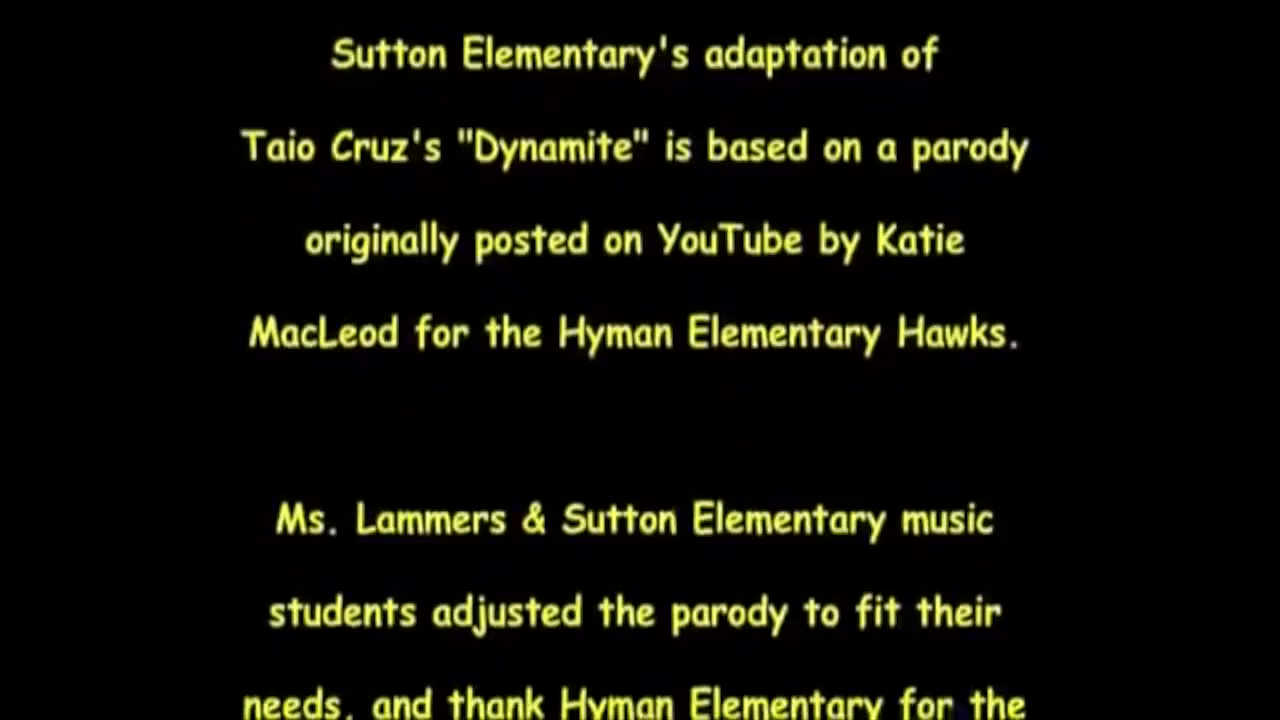 Sutton Elementary's adaptation of
Taio Cruz's "Dynamite" is based on a parody
originally posted on YouTube by Katie
MacLeod for the Hyman Elementary Hawks.
Ms. Lammers & Sutton Elementary music
students adjusted the parody to fit their
needs, and thank Hyman Elementary for the